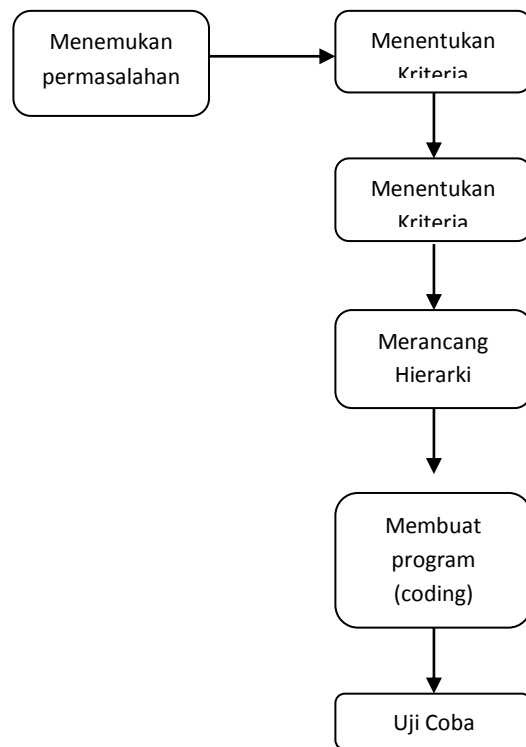 Menemukan
permasalahan
Menentukan
Kriteria
Menentukan
Kriteria
Merancang
Hierarki
Membuat
program
(coding)
Uji Coba